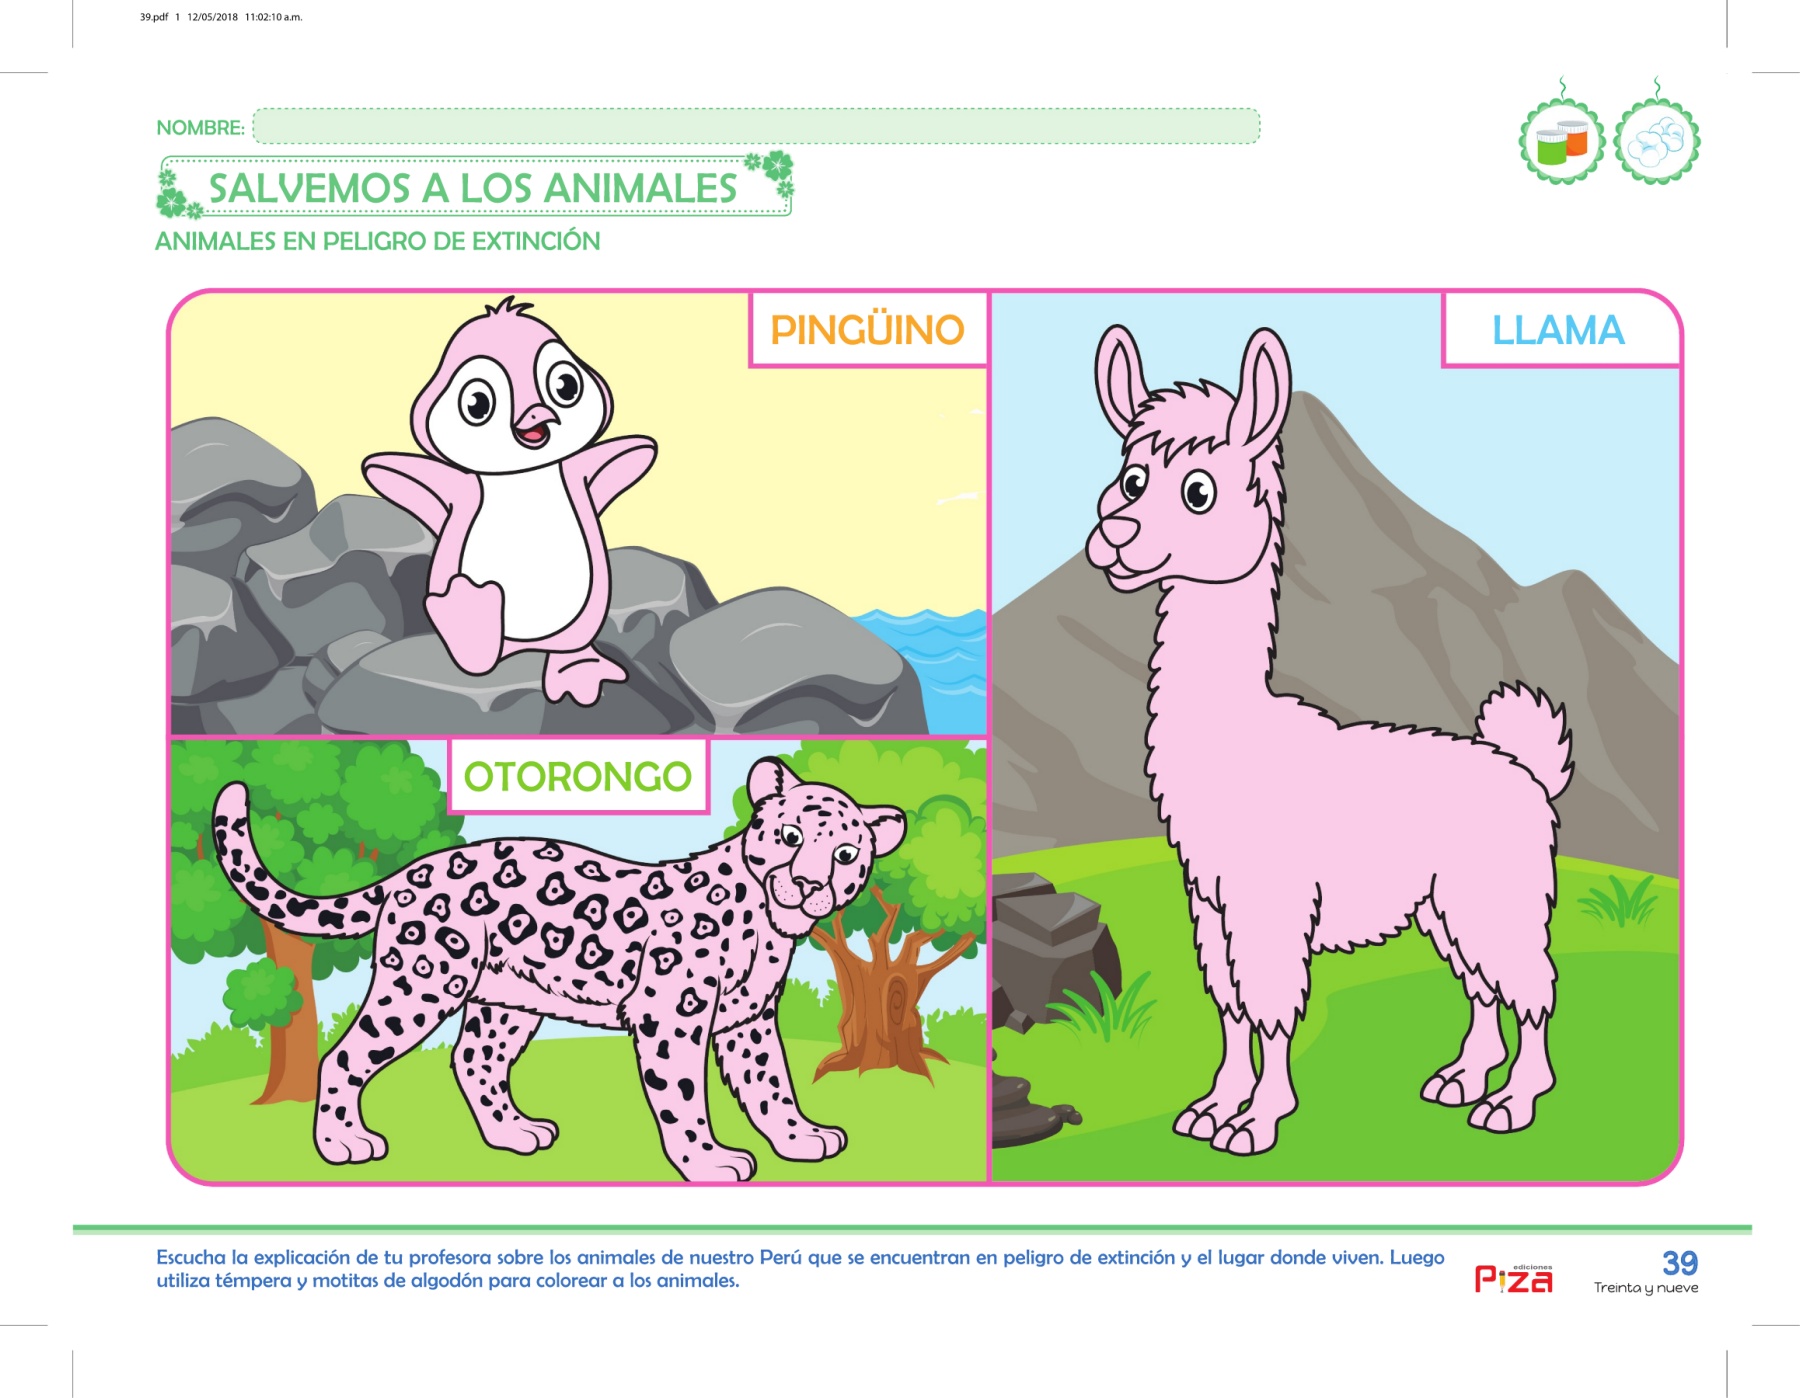 39.pdf 1 12/05/2018 11:02:10 a.m.
NOMBRE:
SALVEMOS A LOS ANIMALES
ANIMALES EN PELIGRO DE EXTINCIÓN
PINGÜINO
LLAMA
OTORONGO
Escucha la explicación de tu profesora sobre los animales de nuestro Perú que se encuentran en peligro de extinción y el lugar donde viven. Luego
utiliza témpera y motitas de algodón para colorear a los animales.
ediciones
Piza
39
Treinta y nueve